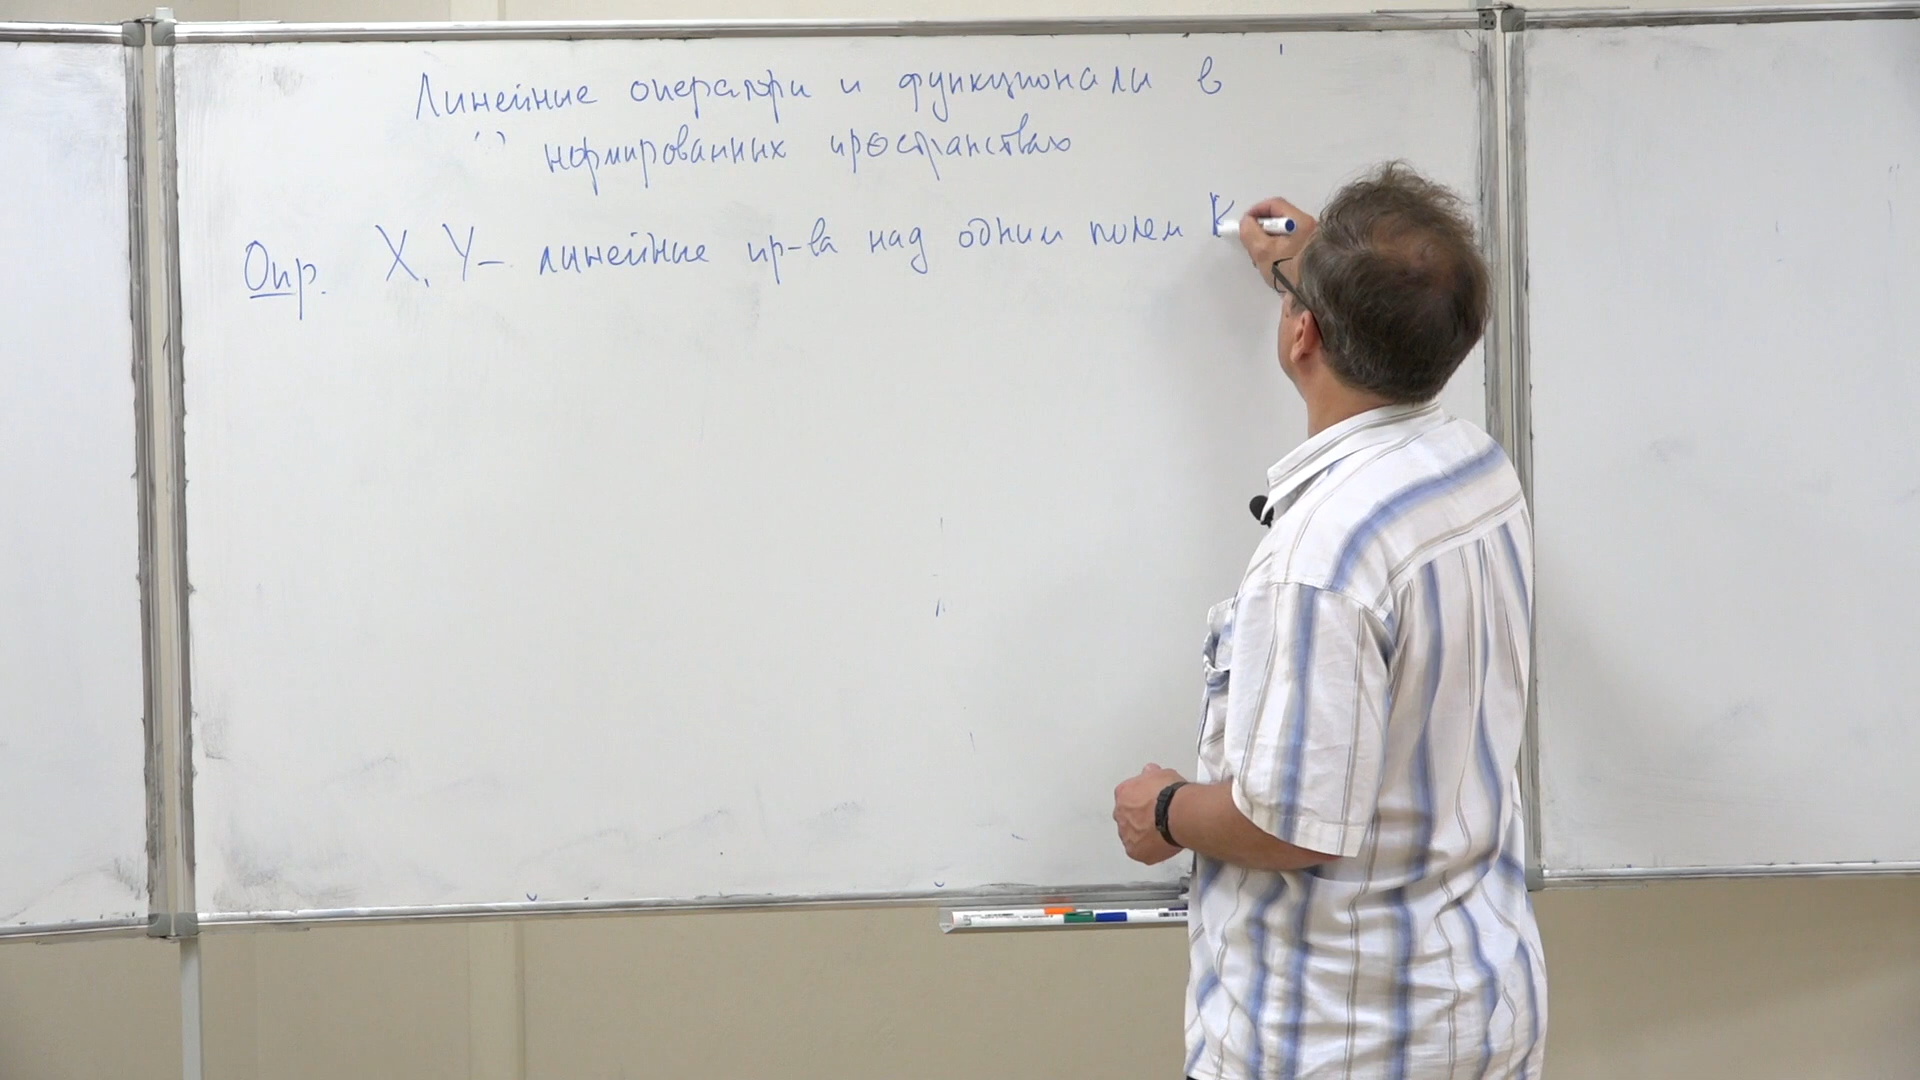 Линейные операторы и функционалы в
нормированных пространствах
Опр. X, Y – линейные пр-ва над одним полем K